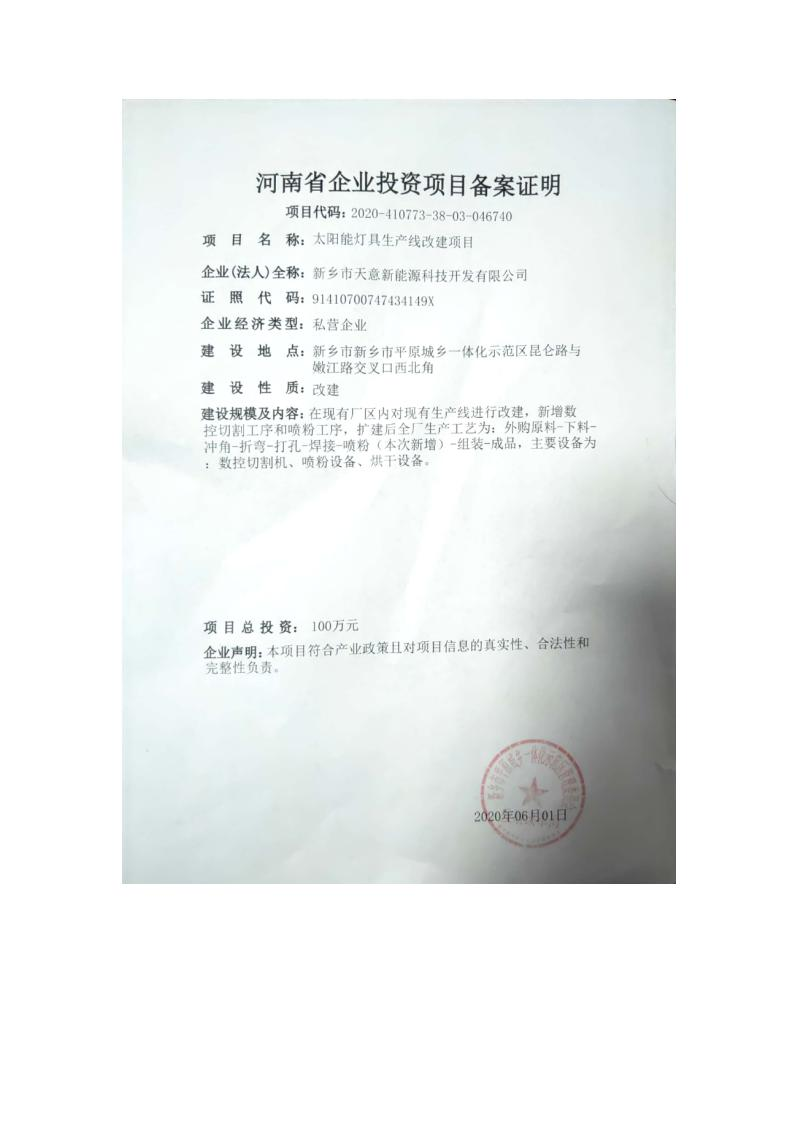 河南省企业投资项目备案证明
项目代码：2020-410773-38-03-046740
项目名称：太阳能灯具生产线改建项目
企业(法人)全称：新乡市天意新能源科技开发有限公司
证照代码：91410700747434149X
企业经济类型：私营企业
建设地点：新乡市新乡市平原城乡一体化示范区昆仑路与
嫩江路交叉口西北角
建设性质：改建
建设规模及内容：在现有厂区内对现有生产线进行改建，新增数
控切割工序和喷粉工序，扩建后全厂生产工艺为：外购原料-下料-
冲角-折弯-打孔-焊接-喷粉（本次新增）-组装-成品，主要设备为
：数控切割机、喷粉设备、烘干设备。
项目总投资：100万元
企业声明：本项目符合产业政策且对项目信息的真实性、合法性和
完整性负责。
2020年06月01日